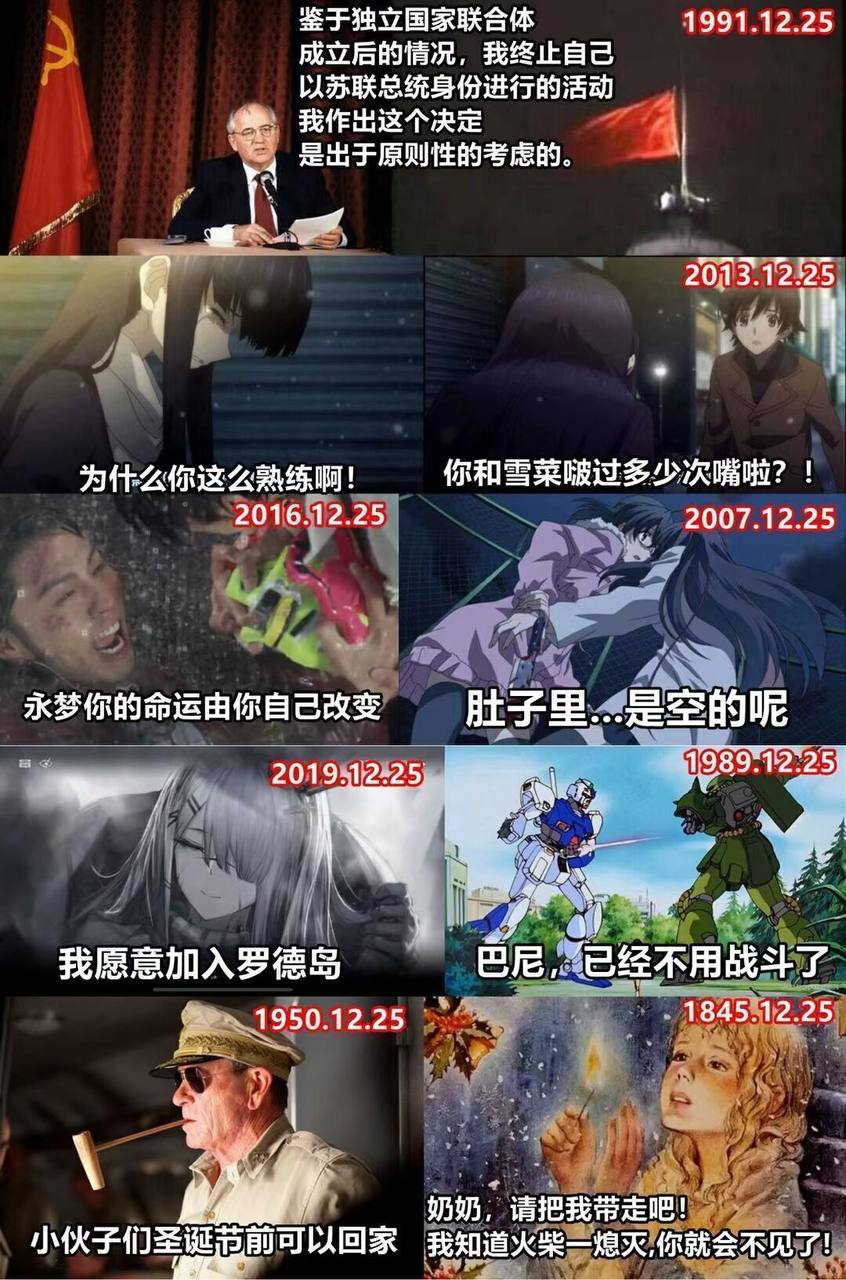 鉴于独立国家联合体
1991.12.25
成立后的情况，我终止自己
以苏联总统身份进行的活动
我作出这个决定
是出于原则性的考虑的。
2013.12.25
为什么你这么熟练啊！
你和雪菜啵过多少次嘴啦？！
2016.12.25
2007.12.25
永梦你的命运由你自己改变
肚子里...是空的呢
2019.12.25
1989.12.25
我愿意加入罗德岛
巴尼，已经不用战斗了
1950.12.25
1845.12.25
小伙子们圣诞节前可以回家
奶奶，请把我带走吧！
我知道火柴一熄灭,你就会不见了!